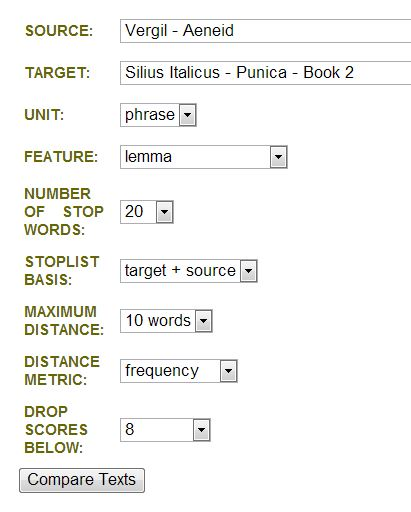 SOURCE: Vergil - Aeneid
TARGET: Silius Italicus - Punica - Book 2
UNIT: phrase
FEATURE: lemma
NUMBER
OF STOP
WORDS: 20
STOPLIST
BASIS: target + source
MAXIMUM
DISTANCE: 10 words
DISTANCE
METRIC: frequency
DROP
SCORES
BELOW: 8
Compare Texts